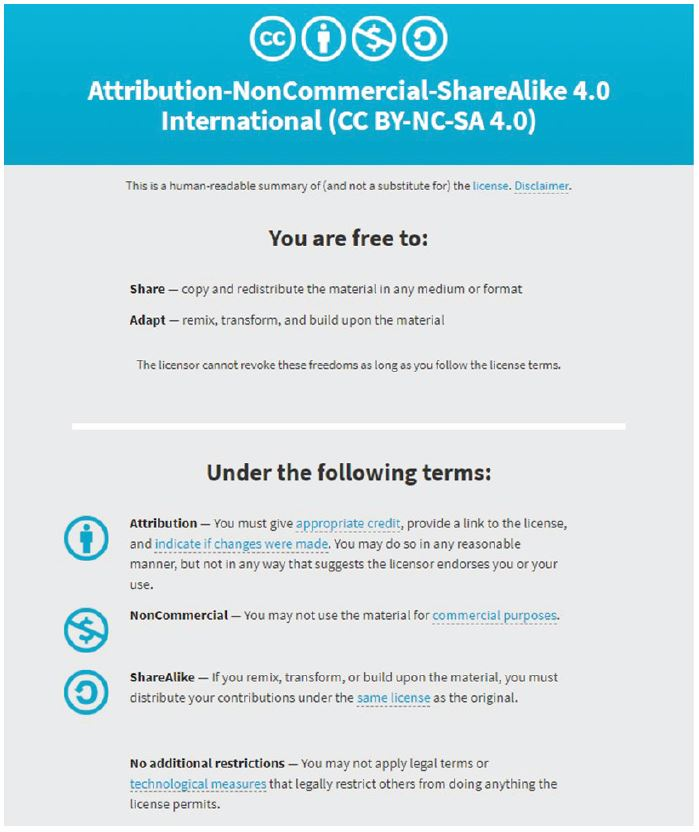 cc
Attribution-NonCommercial-ShareAlike 4.0
International (CC BY-NC-SA 4.0)
This is a human-readable summary of (and not a substitute for) the license. Disclaimer.
You are free to:
Share — copy and redistribute the material in any medium or format
Adapt — remix, transform, and build upon the material
The licensor cannot revoke these freedoms as long as you follow the license terms.
Under the following terms:
Attribution — You must give appropriate credit, provide a link to the license,
and indicate if changes were made. You may do so in any reasonable
manner, but not in any way that suggests the licensor endorses you or your
use.
NonCommercial — You may not use the material for commercial purposes.
ShareAlike — If you remix, transform, or build upon the material, you must
distribute your contributions under the same license as the original.
No additional restrictions — You may not apply legal terms or
technological measures that legally restrict others from doing anything the
license permits.